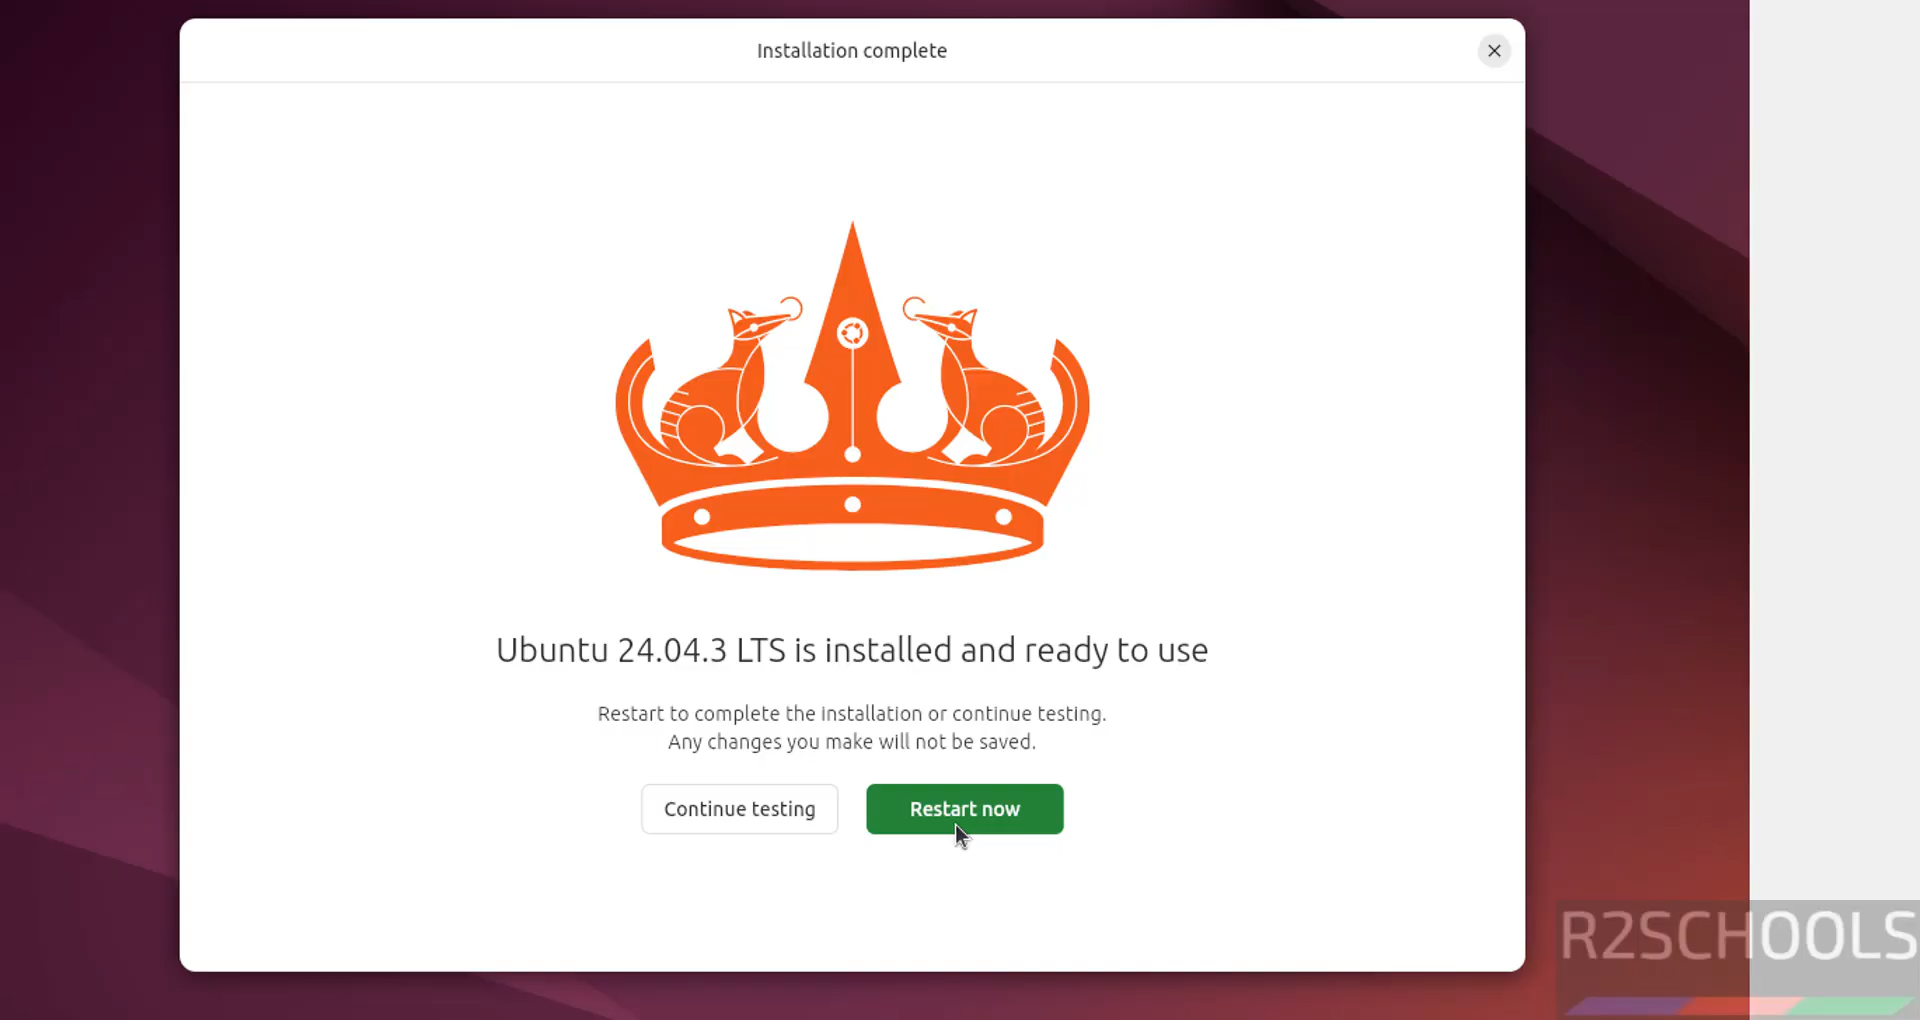 Installation complete
Ubuntu 24.04.3 LTS is installed and ready to use
Restart to complete the installation or continue testing.
Any changes you make will not be saved.
Continue testing
Restart now
R2SCHOOLS